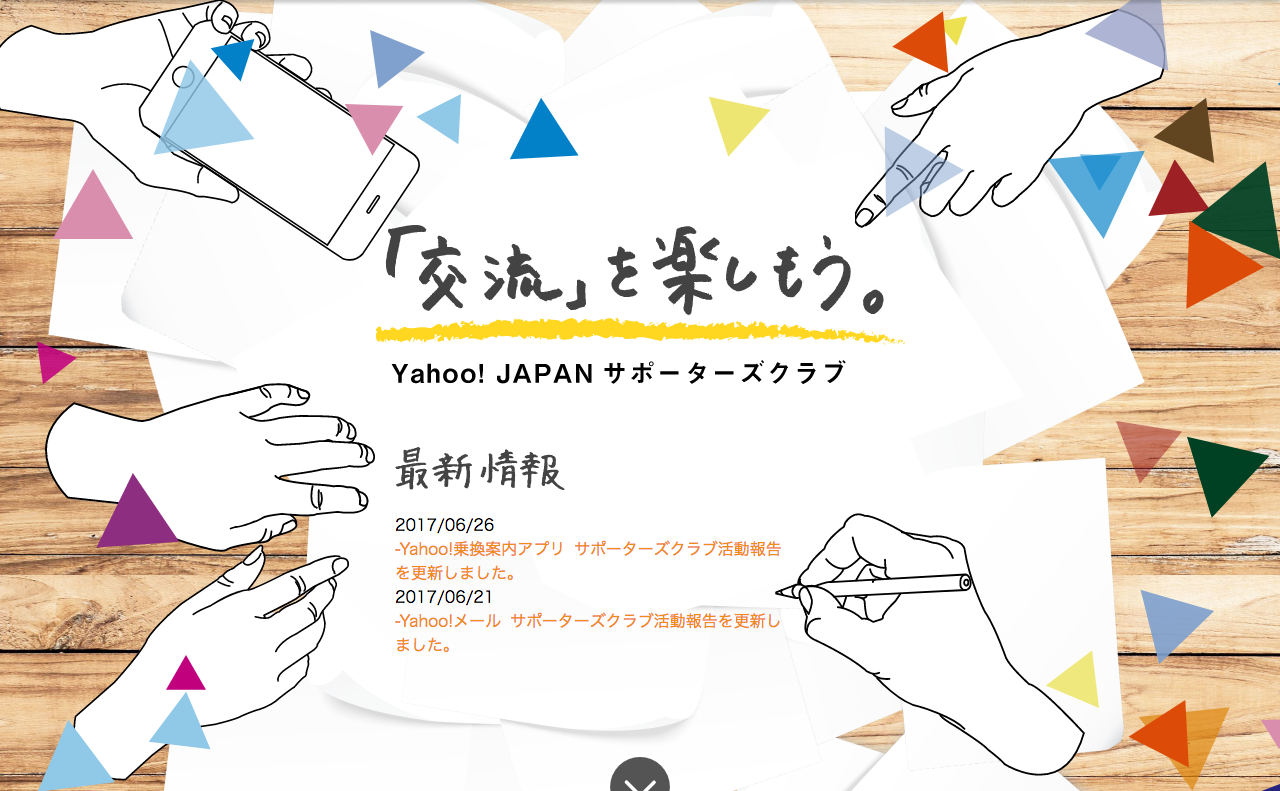 「交流」を楽しもう。
Yahoo! JAPAN サポーターズクラブ
最新情報
2017/06/26
-Yahoo!乗換案内アプリ サポーターズクラブ活動報告
を更新しました。
2017/06/21
-Yahoo!メール サポーターズクラブ活動報告を更新し
ました。